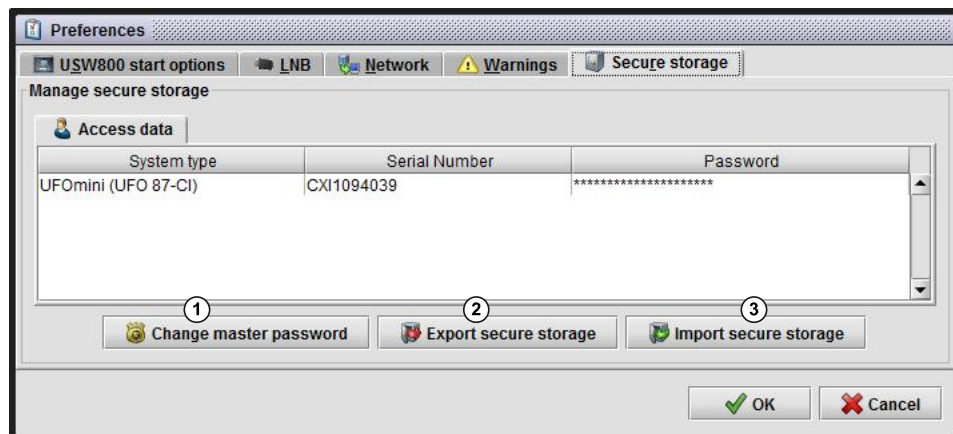 Preferences
USW800 start options LNB Network Warnings Secure storage
Manage secure storage
Access data
System type Serial Number Password
UFOmini (UFO 87-CI) CXI1094039 *********************
1 2 3
Change master password Export secure storage Import secure storage
OK Cancel